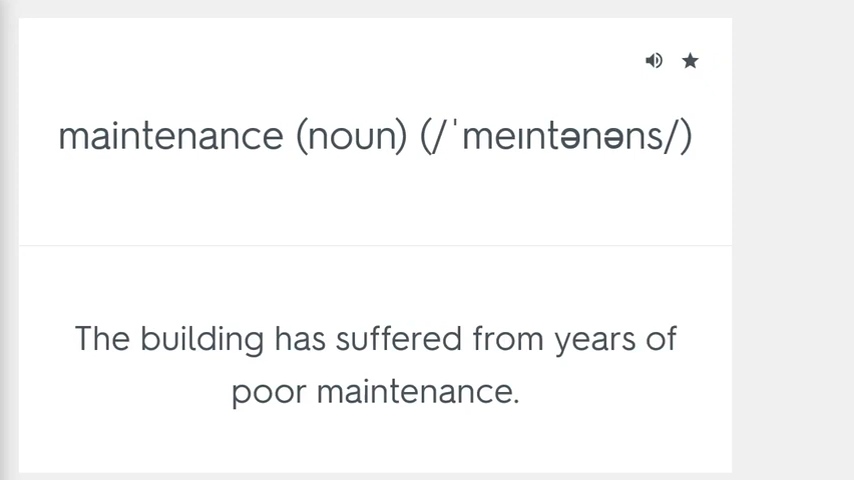 maintenance (noun) (/ˈmeɪntənəns/)
The building has suffered from years of
poor maintenance.